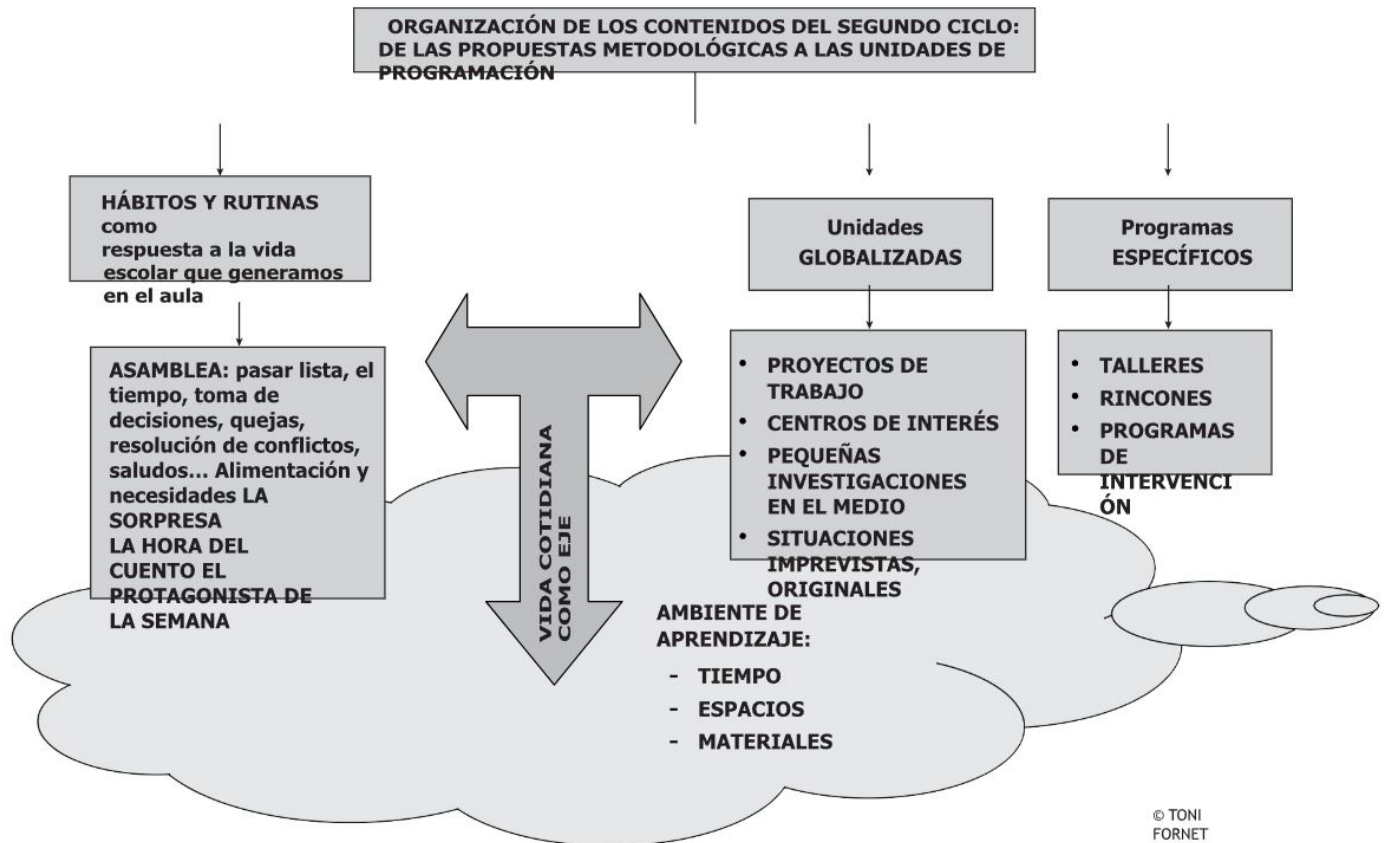 ORGANIZACIÓN DE LOS CONTENIDOS DEL SEGUNDO CICLO:
DE LAS PROPUESTAS METODOLÓGICAS A LAS UNIDADES DE
PROGRAMACIÓN
HÁBITOS Y RUTINAS
como
respuesta a la vida
escolar que generamos
en el aula
Unidades
GLOBALIZADAS
Programas
ESPECÍFICOS
ASAMBLEA: pasar lista, el
tiempo, toma de
decisiones, quejas,
resolución de conflictos,
saludos... Alimentación y
necesidades LA
SORPRESA
LA HORA DEL
CUENTO EL
PROTAGONISTA DE
LA SEMANA
VIDA COTIDIANA
COMO EJE
• PROYECTOS DE
TRABAJO
• CENTROS DE INTERÉS
• PEQUEÑAS
INVESTIGACIONES
EN EL MEDIO
• SITUACIONES
IMPREVISTAS,
ORIGINALES
• TALLERES
• RINCONES
• PROGRAMAS
DE
INTERVENCI
ÓN
AMBIENTE DE
APRENDIZAJE:
- TIEMPO
- ESPACIOS
- MATERIALES
© TONI
FORNET